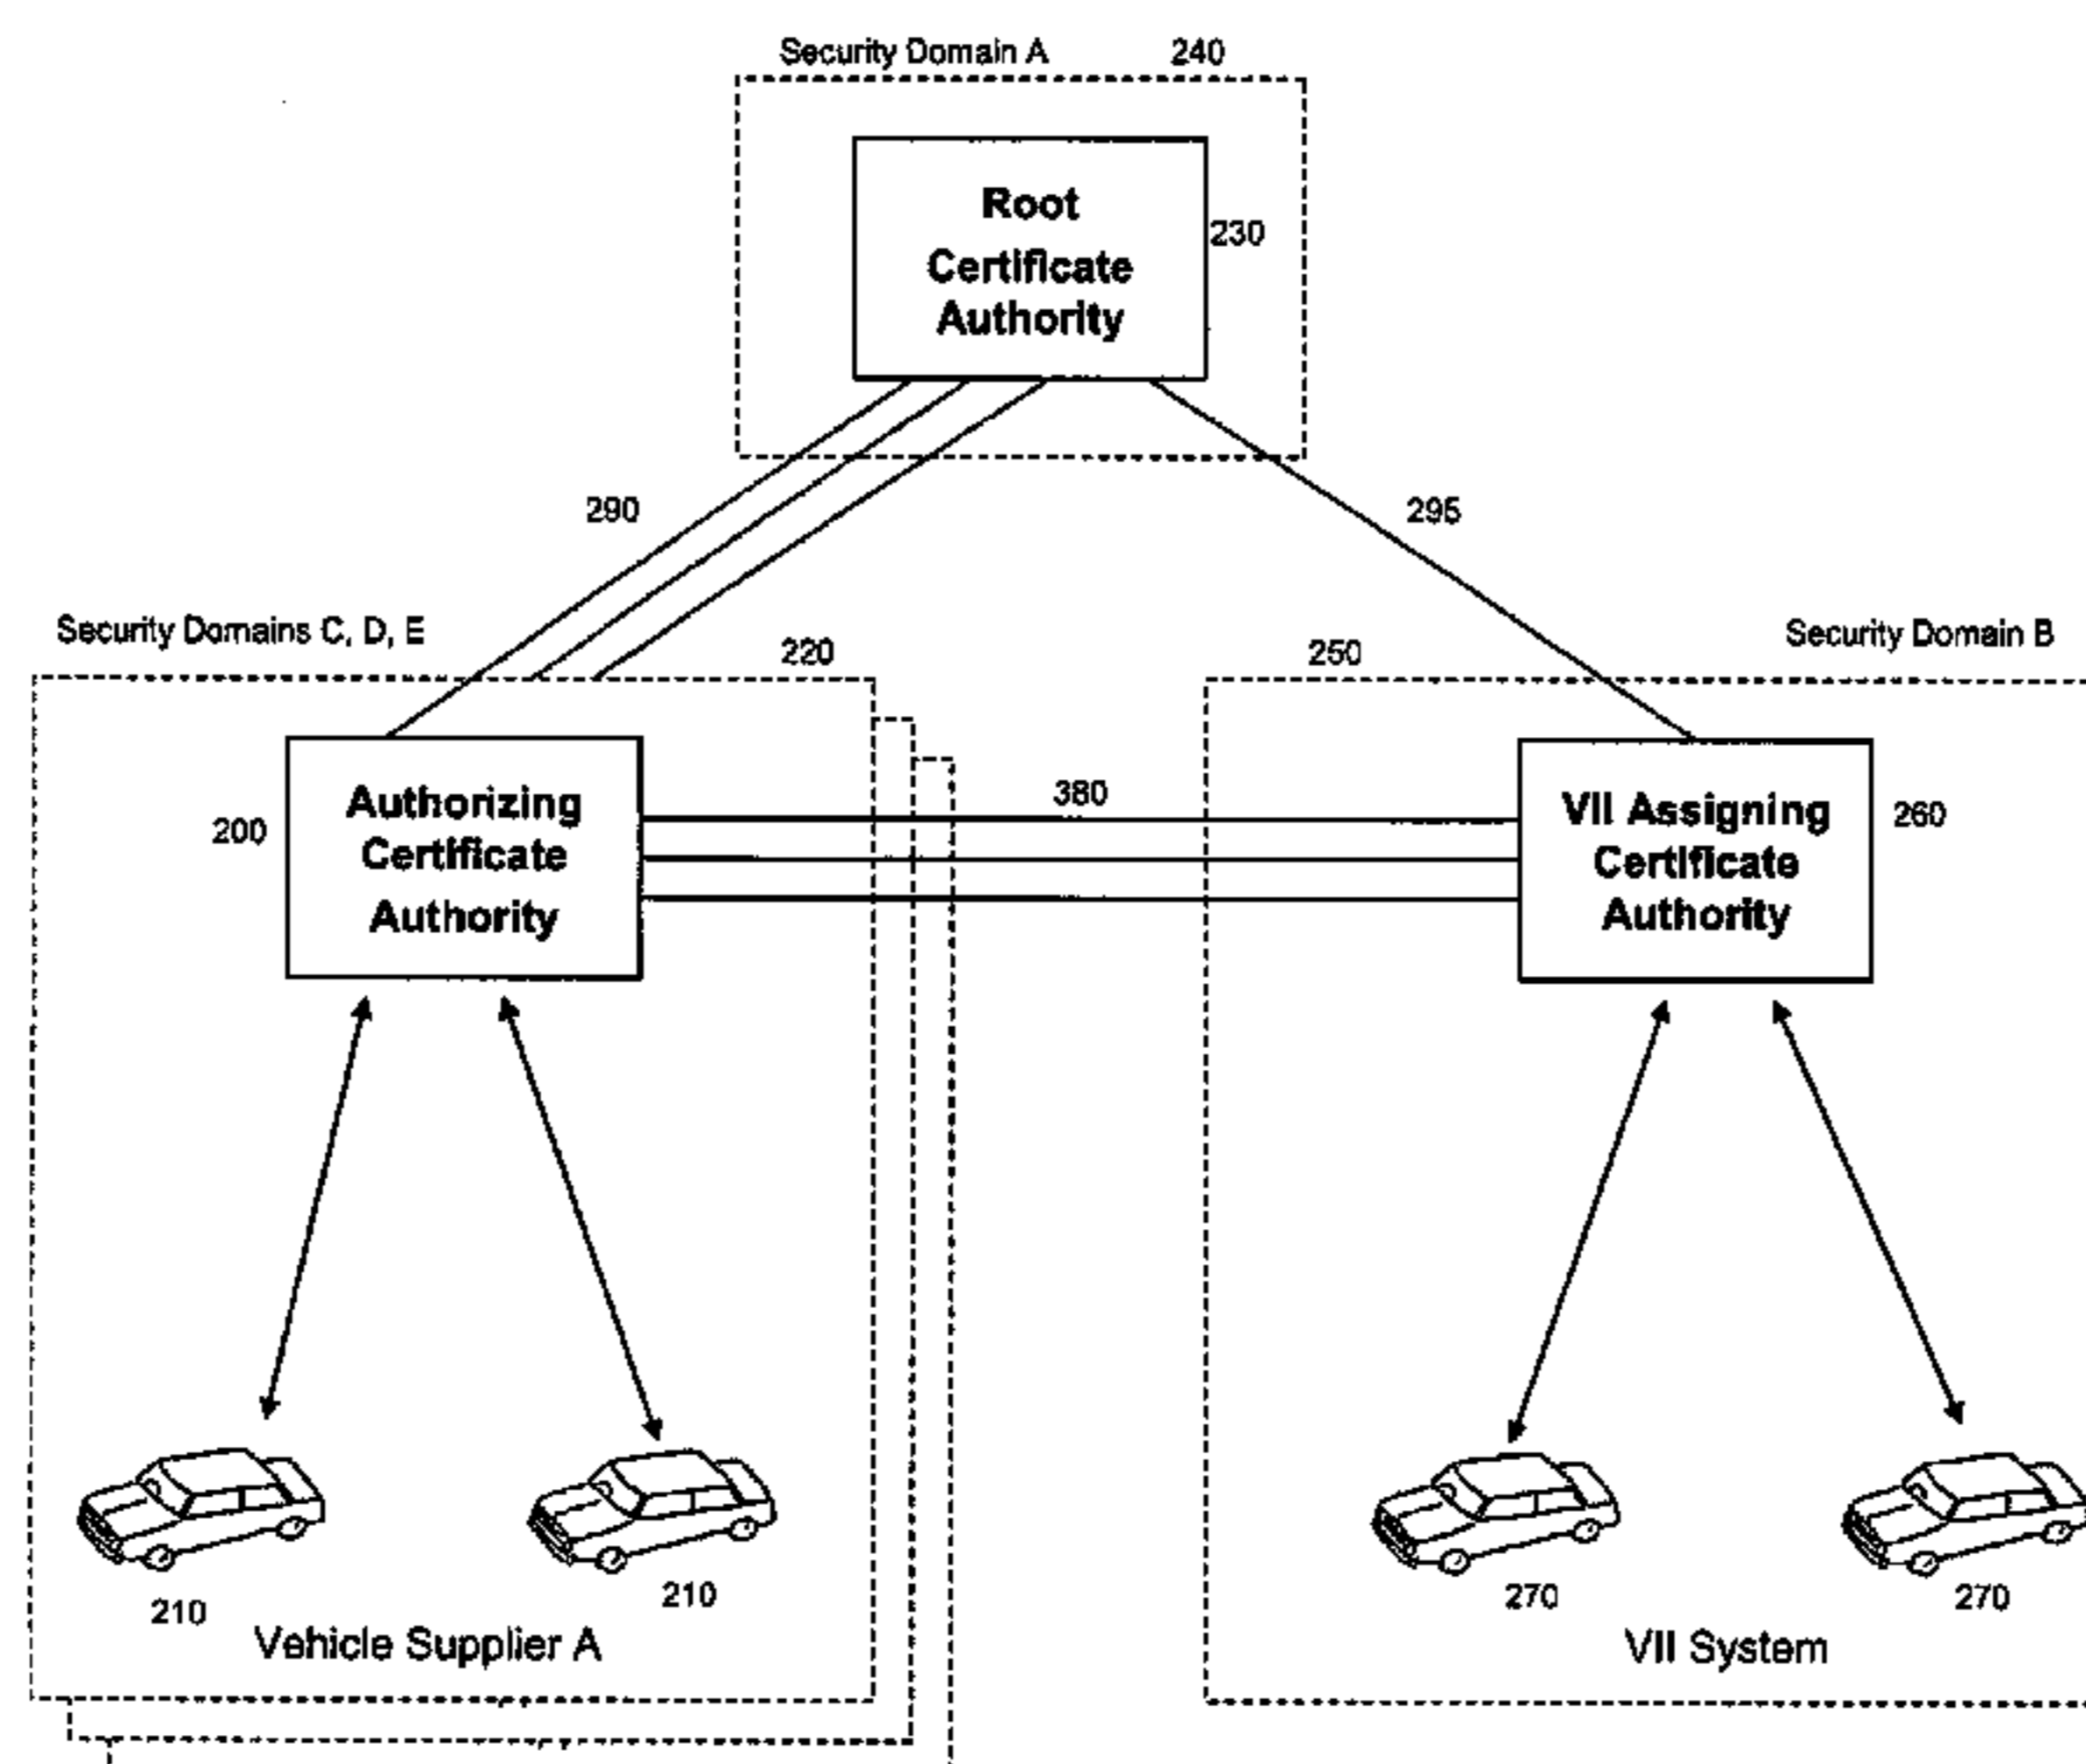 Security Domain A 240
Root
Certificate
Authority
230
290
295
Security Domains C, D, E
220
250
Security Domain B
200
Authorizing
Certificate
Authority
380
VII Assigning
Certificate
Authority
260
210
210
Vehicle Supplier A
270
270
VII System